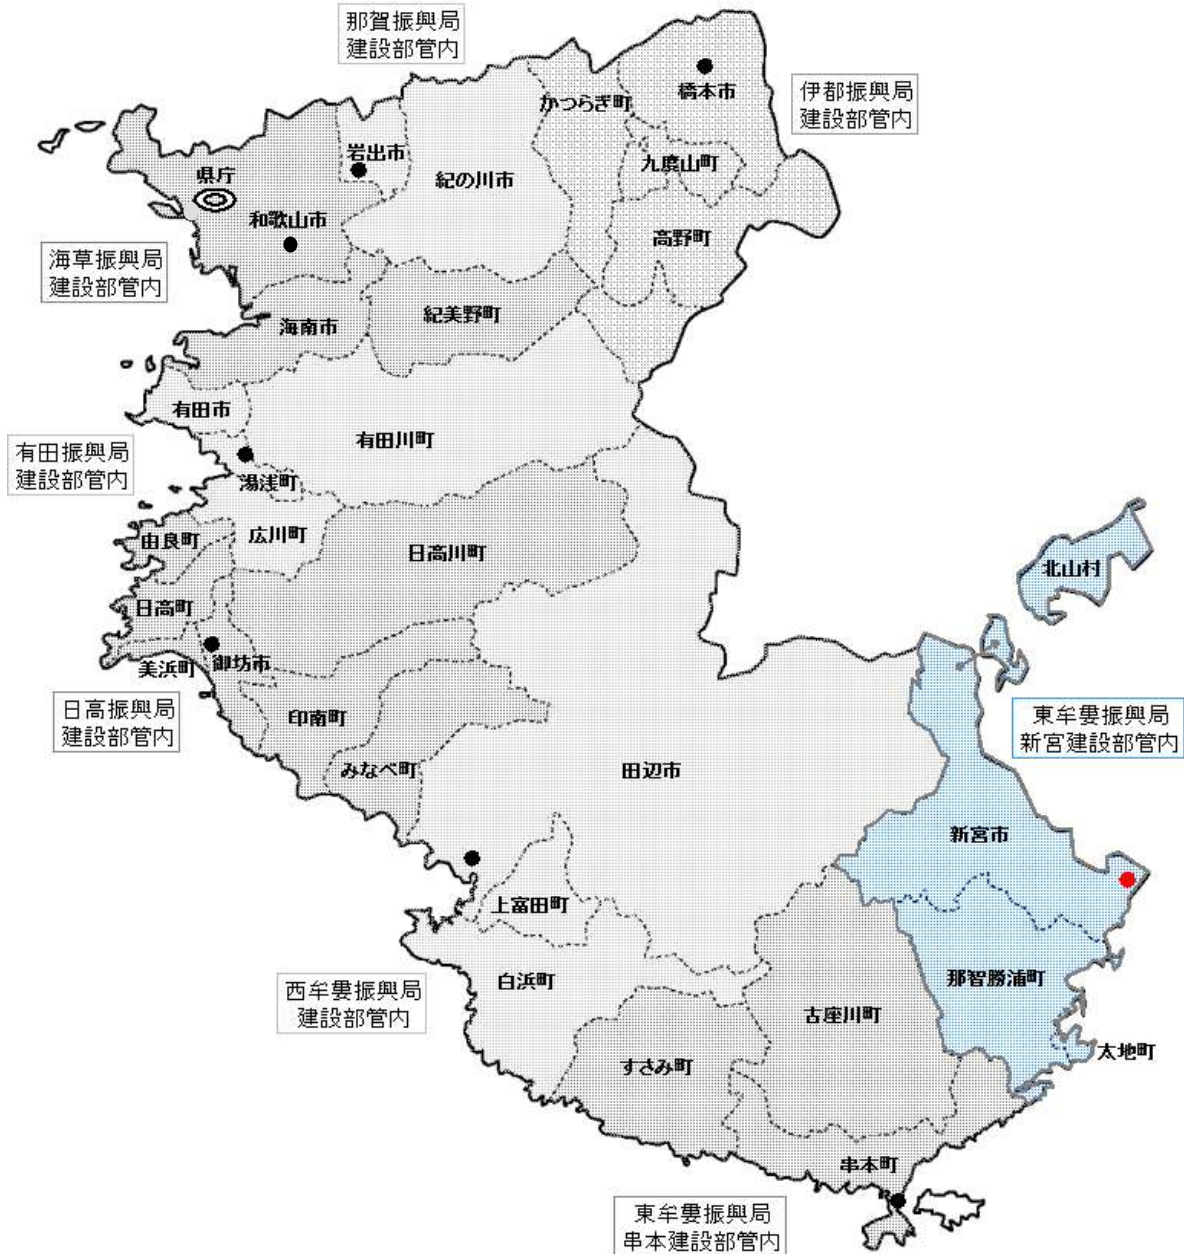 那賀振興局
建設部管内
かつらぎ町
橋本市
伊都振興局
建設部管内
岩出市
九度山町
県庁
紀の川市
和歌山市
高野町
海草振興局
建設部管内
海南市
紀美野町
有田市
有田川町
有田振興局
建設部管内
湯浅町
広川町
由良町
日高川町
北山村
日高町
美浜町
御坊市
日高振興局
建設部管内
印南町
東牟婁振興局
新宮建設部管内
みなべ町
田辺市
新宮市
上富田町
西牟婁振興局
建設部管内
白浜町
那智勝浦町
古座川町
太地町
すさみ町
串本町
東牟婁振興局
串本建設部管内